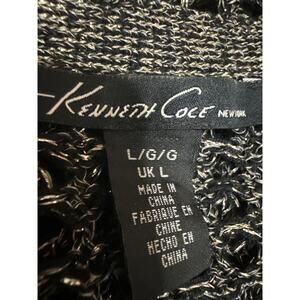 KENNETH COLE NEW YORK
L/G/G
UK L
MADE IN
CHINA
FABRIQUE EN
CHINE
HECHO EN
CHINA